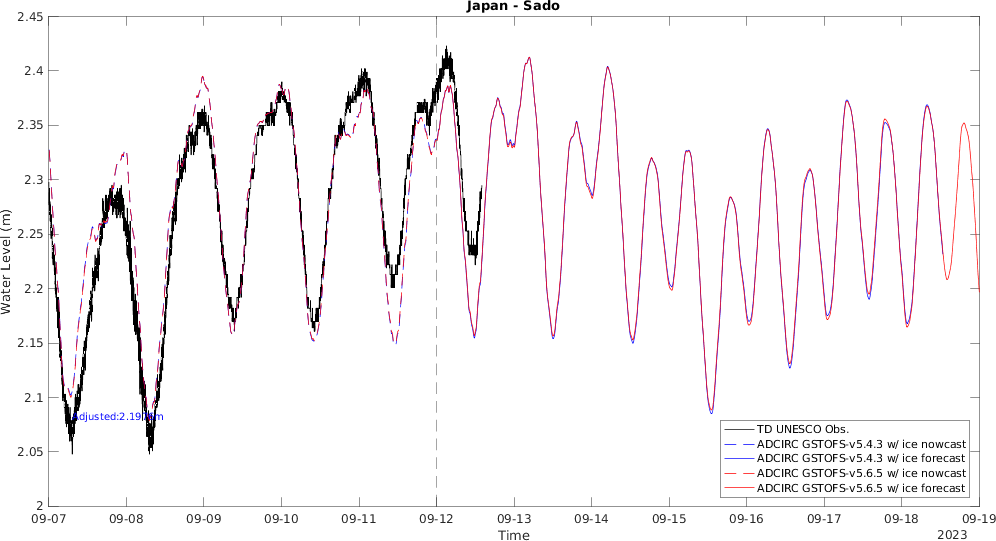 Japan - Sado
2.45
2.4
2.35
2.3
2.25
2.2
2.15
2.1
2.05
2
Water Level (m)
TD UNESCO Obs.
ADCIRC GSTOFS-v5.4.3 w/ ice nowcast
ADCIRC GSTOFS-v5.4.3 w/ ice forecast
ADCIRC GSTOFS-v5.6.5 w/ ice nowcast
ADCIRC GSTOFS-v5.6.5 w/ ice forecast
09-07 09-08 09-09 09-10 09-11 09-12 09-13 09-14 09-15 09-16 09-17 09-18 09-19
Time
2023